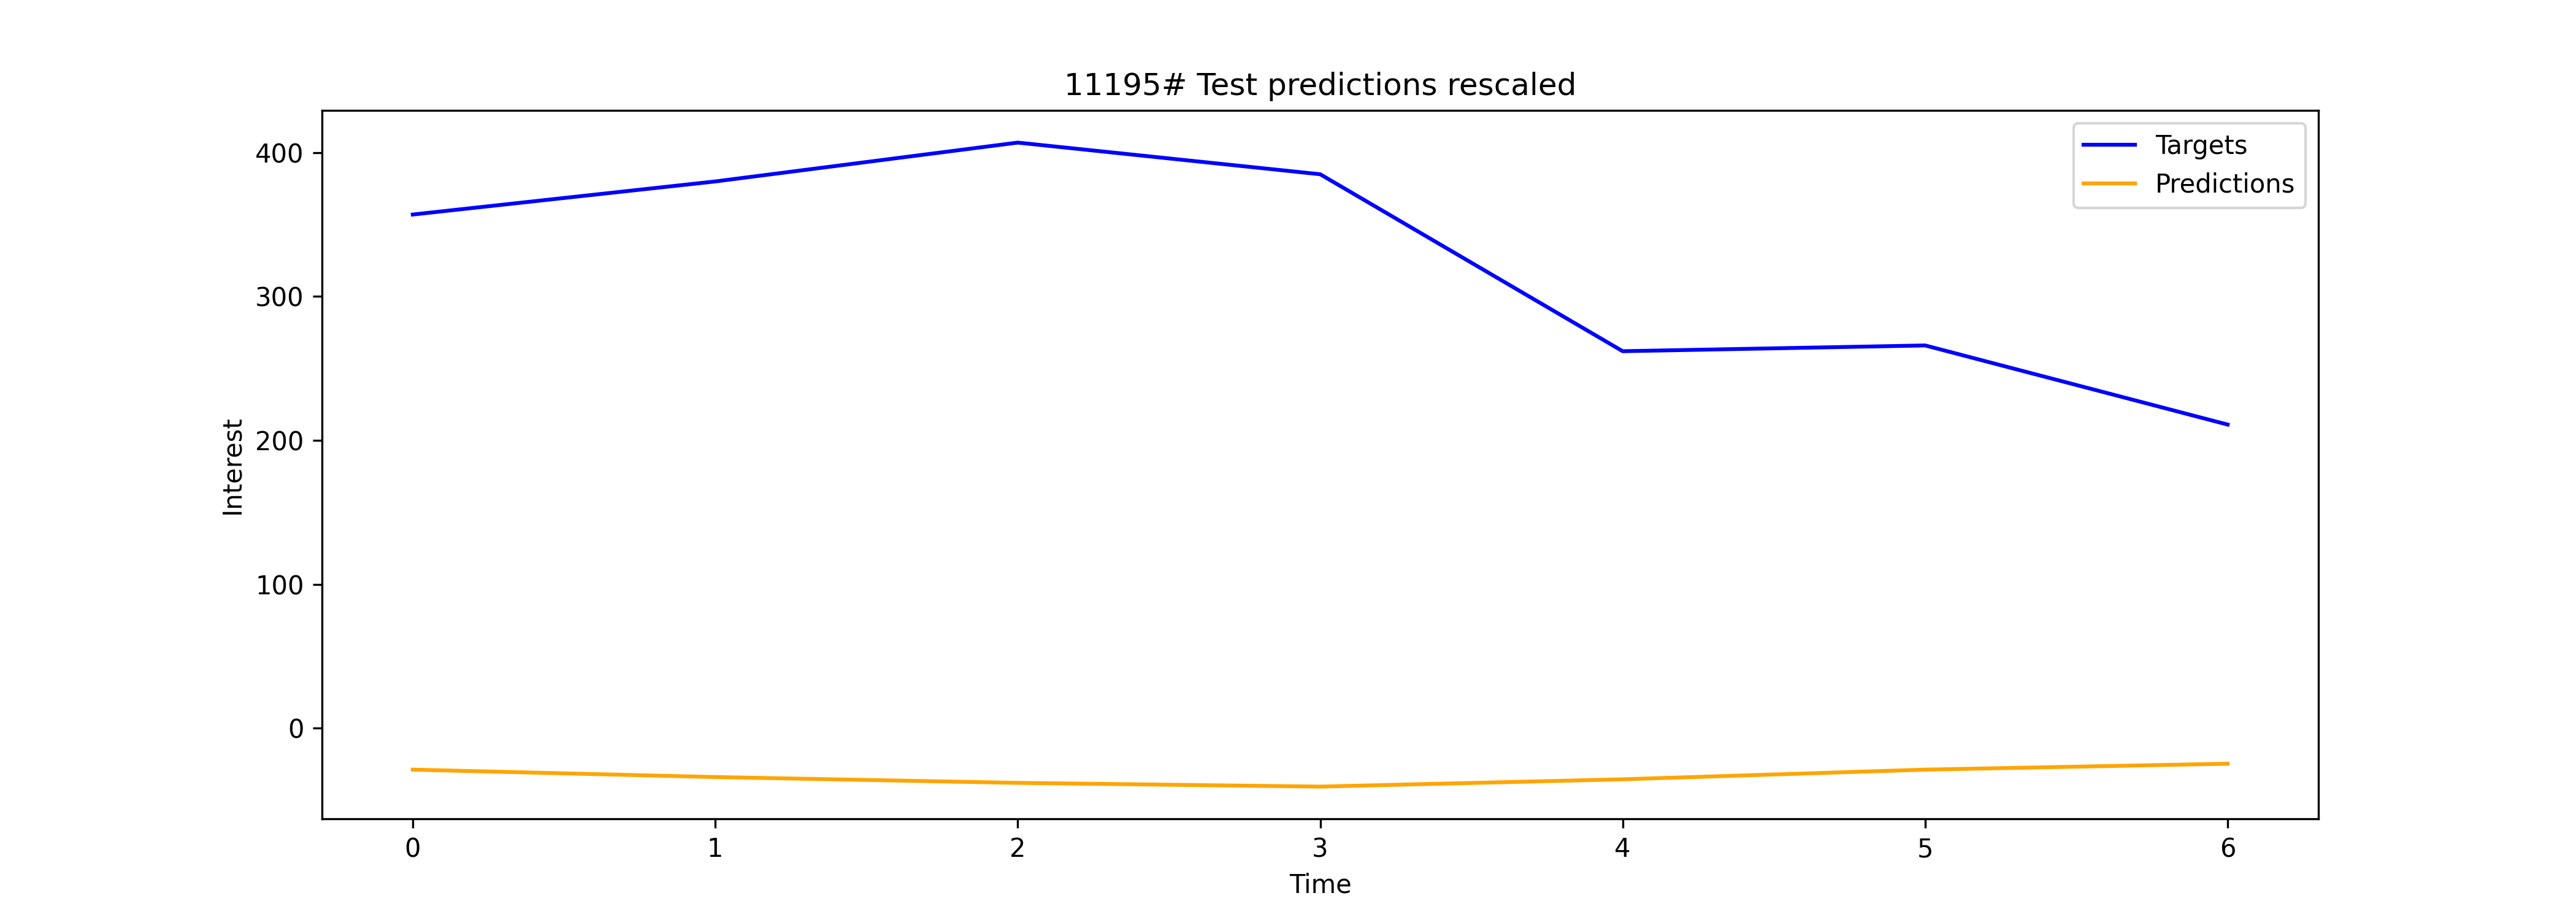 11195# Test predictions rescaled
Targets
Predictions
400
300
200
100
0
Interest
0 1 2 3 4 5 6
Time